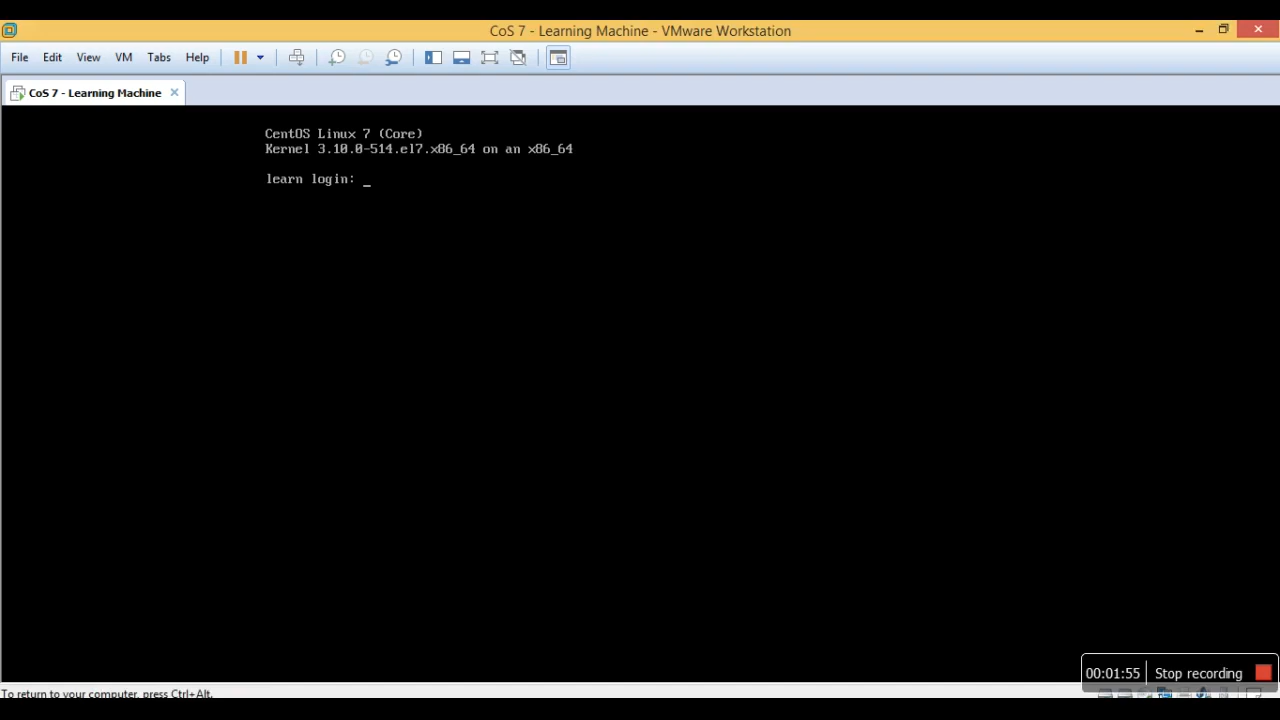 CoS 7 - Learning Machine - VMware Workstation
File Edit View VM Tabs Help
CoS 7 - Learning Machine
CentOS Linux 7 (Core)
Kernel 3.10.0-514.el7.x86_64 on an x86_64
learn login: _
00:01:55 Stop recording
To return to your computer, press Ctrl+Alt.